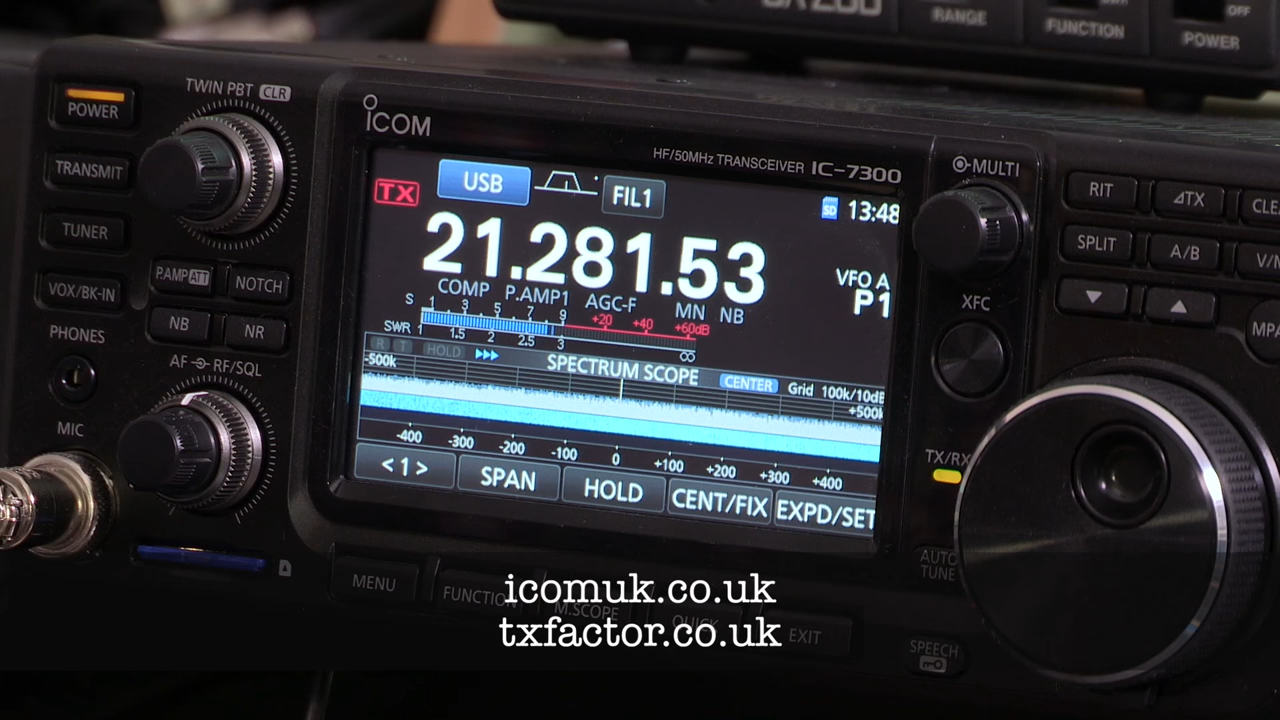 RANGE
FUNCTION
POWER
OFF
POWER
TWIN PBT CLR
TRANSMIT
TUNER
VOX/BK-IN
P.AMP ATT
NOTCH
NB
NR
PHONES
AF RF/SQL
MIC
ICOM
HF/50MHz TRANSCEIVER IC-7300
TX
USB
FIL1
SD
13:48
21.281.53
VFO A
P1
COMP P.AMP1 AGC-F MN NB
S 1 3 5 7 9 +20 +40 +60dB
SWR 1 1.5 2 2.5 3 ∞
R T HOLD
SPECTRUM SCOPE CENTER Grid 100k/10dB
-500k
+500k
-400 -300 -200 -100 0 +100 +200 +300 +400
<1> SPAN HOLD CENT/FIX EXPD/SET
MULTI
RIT
⊿TX
CLE
SPLIT
A/B
V/M
▼
▲
MPA
XFC
TX/RX
AUTO
TUNE
SPEECH
MENU
FUNCTION
M.SCOPE
QUICK
EXIT
icomuk.co.uk
txfactor.co.uk